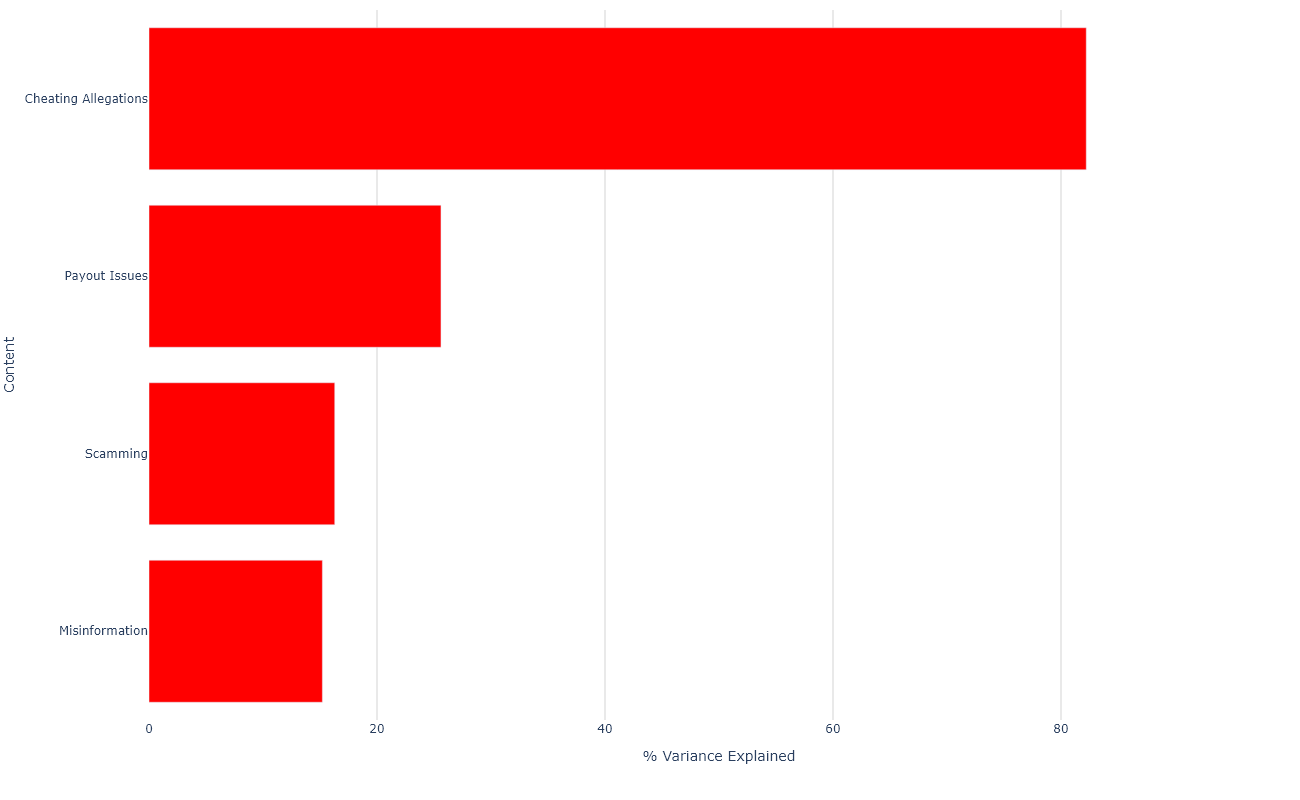 Cheating Allegations
Payout Issues
Scamming
Misinformation
Content
0 20 40 60 80
% Variance Explained